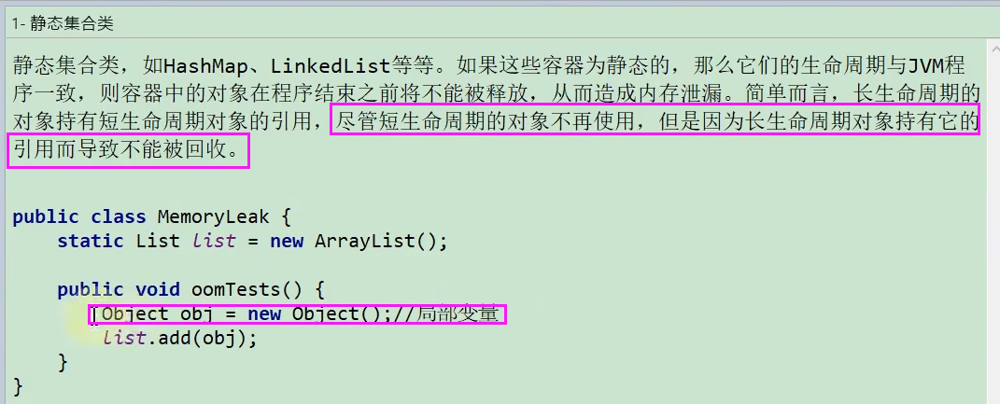 1- 静态集合类
静态集合类，如HashMap、LinkedList等等。如果这些容器为静态的，那么它们的生命周期与JVM程
序一致，则容器中的对象在程序结束之前将不能被释放，从而造成内存泄漏。简单而言，长生命周期的
对象持有短生命周期对象的引用，尽管短生命周期的对象不再使用，但是因为长生命周期对象持有它的
引用而导致不能被回收。
public class MemoryLeak {
static List list = new ArrayList();
public void oomTests() {
Object obj = new Object();//局部变量
list.add(obj);
}
}